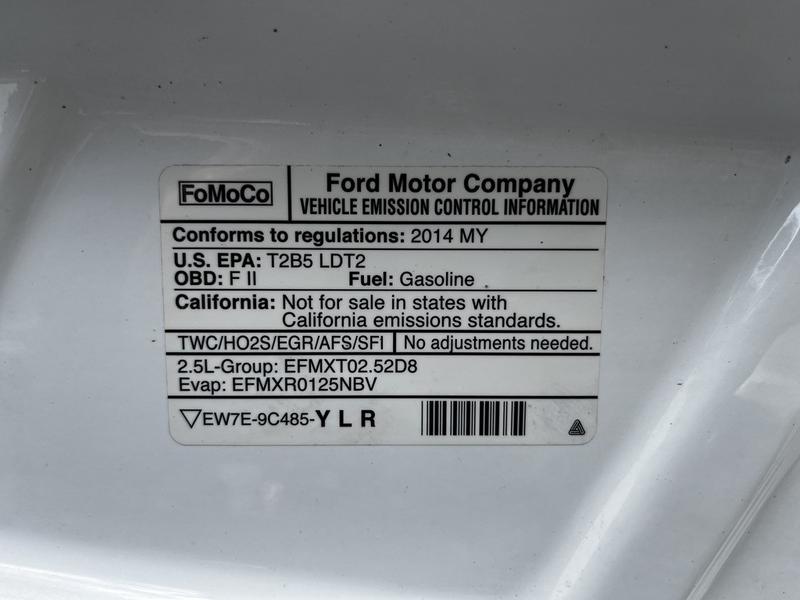 FoMoCo
Ford Motor Company
VEHICLE EMISSION CONTROL INFORMATION
Conforms to regulations: 2014 MY
U.S. EPA: T2B5 LDT2
OBD: F II Fuel: Gasoline
California: Not for sale in states with
California emissions standards.
TWC/HO2S/EGR/AFS/SFI No adjustments needed.
2.5L-Group: EFMXT02.52D8
Evap: EFMXR0125NBV
EW7E-9C485-Y L R